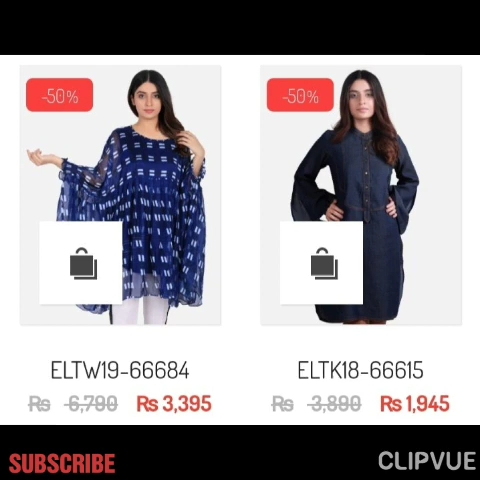 -50%
-50%
ELTW19-66684
ELTK18-66615
Rs 6,790 Rs 3,395
Rs 3,890 Rs 1,945
SUBSCRIBE
CLIPVUE